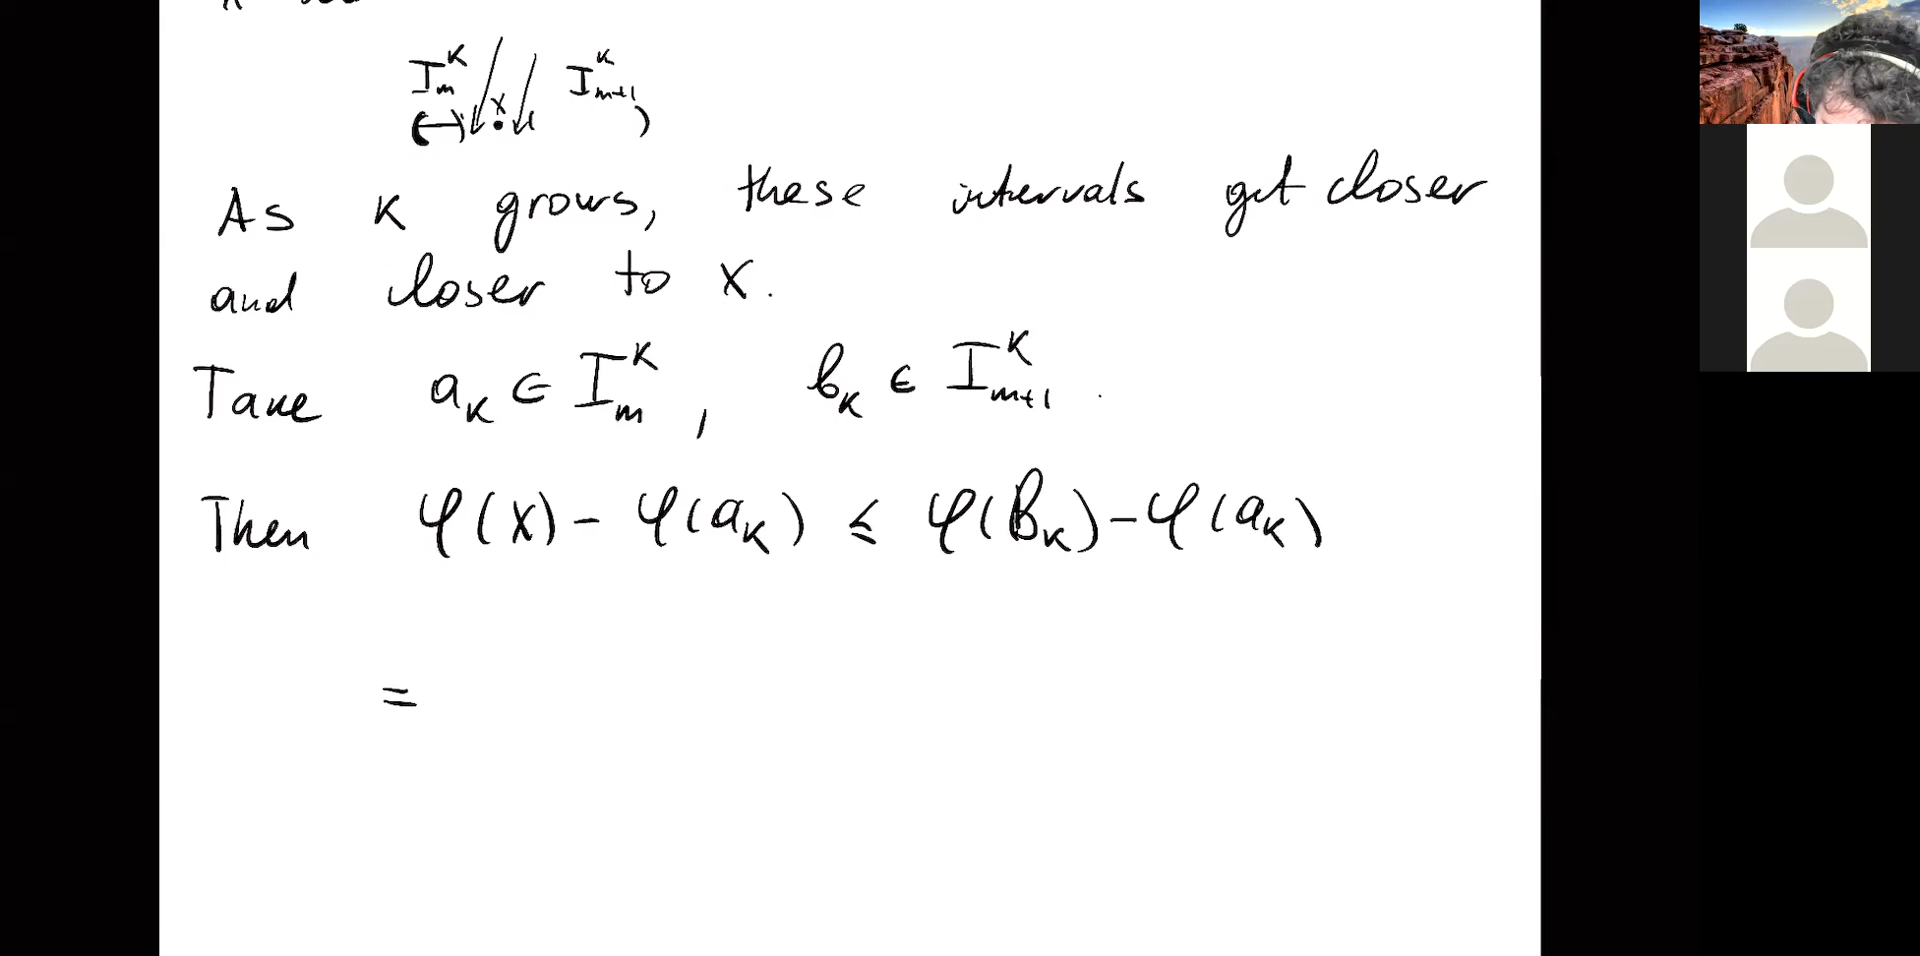 I_m^K I_{m+1}^K
x
As K grows, these intervals get closer
and closer to x.
Take a_K ∈ I_m^K, b_K ∈ I_{m+1}^K.
Then φ(x) - φ(a_K) ≤ φ(b_K) - φ(a_K)
=